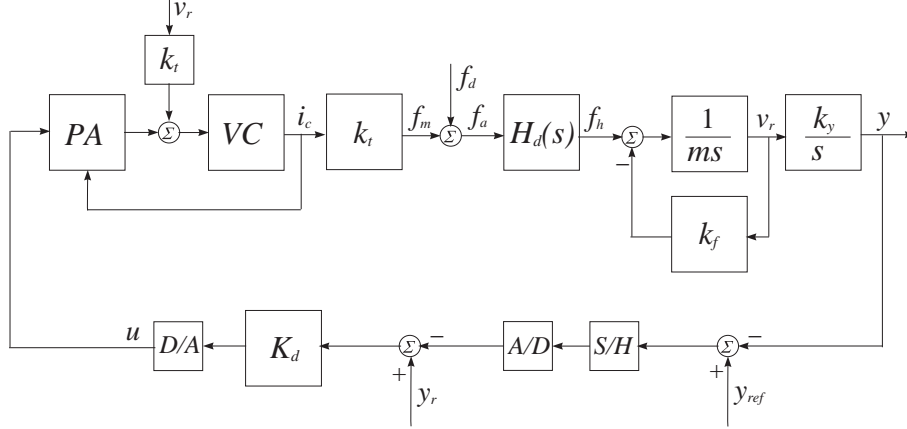 v_r
k_t
PA
Σ
VC
i_c
k_t
f_m
f_d
Σ
f_a
H_d(s)
f_h
Σ
−
1
ms
v_r
k_y
s
y
k_f
u
D/A
K_d
Σ
−
+
y_r
A/D
S/H
Σ
−
+
y_ref